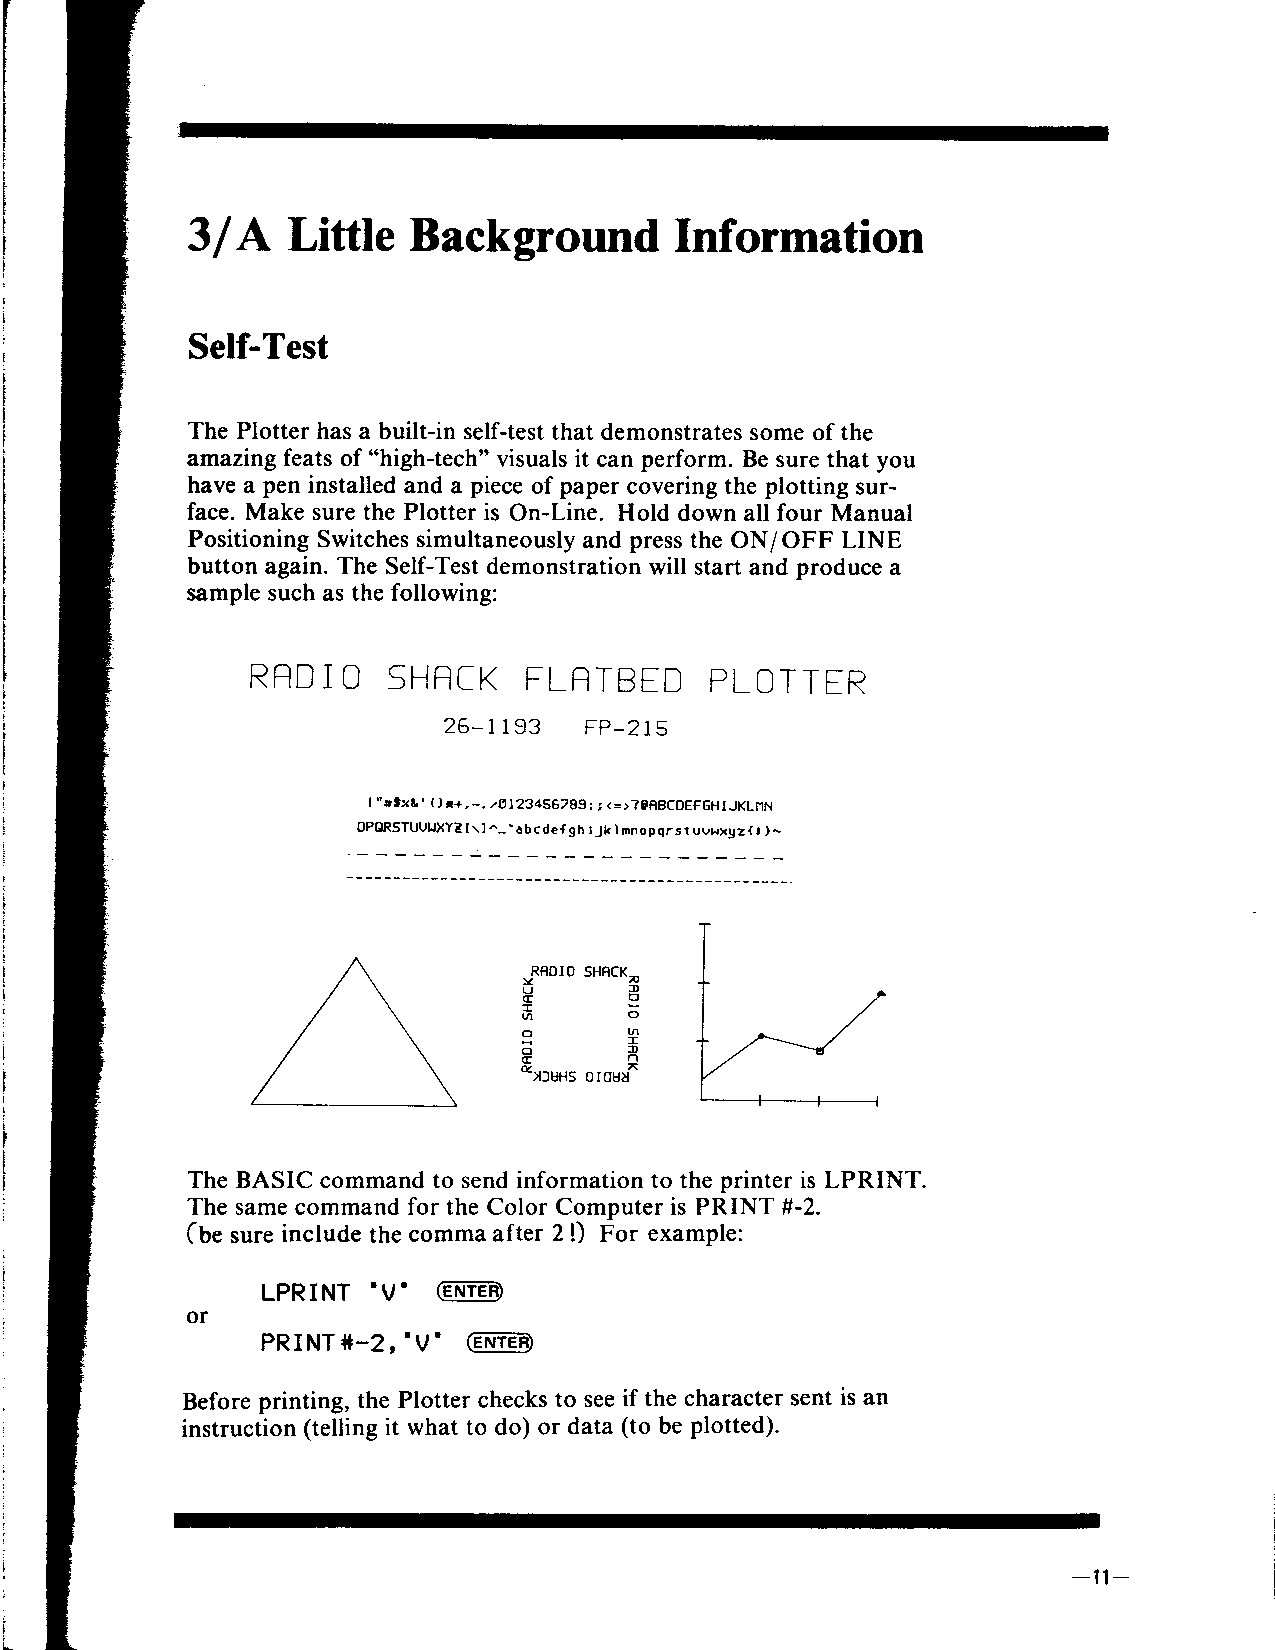 3/A Little Background Information
Self-Test
The Plotter has a built-in self-test that demonstrates some of the
amazing feats of “high-tech” visuals it can perform. Be sure that you
have a pen installed and a piece of paper covering the plotting sur-
face. Make sure the Plotter is On-Line. Hold down all four Manual
Positioning Switches simultaneously and press the ON/OFF LINE
button again. The Self-Test demonstration will start and produce a
sample such as the following:
RADIO SHACK FLATBED PLOTTER
26-1193 FP-215
!"#$%&'()*+,-./0123456789:;<=>?@ABCDEFGHIJKLMN
OPQRSTUVWXYZ[\]^_`abcdefghijklmnopqrstuvwxyz{|}~
RADIO SHACK
RADIO SHACK
RADIO SHACK
RADIO SHACK
The BASIC command to send information to the printer is LPRINT.
The same command for the Color Computer is PRINT #-2.
(be sure include the comma after 2 !) For example:
LPRINT "V" (ENTER)
or
PRINT#-2,"V" (ENTER)
Before printing, the Plotter checks to see if the character sent is an
instruction (telling it what to do) or data (to be plotted).
—11—